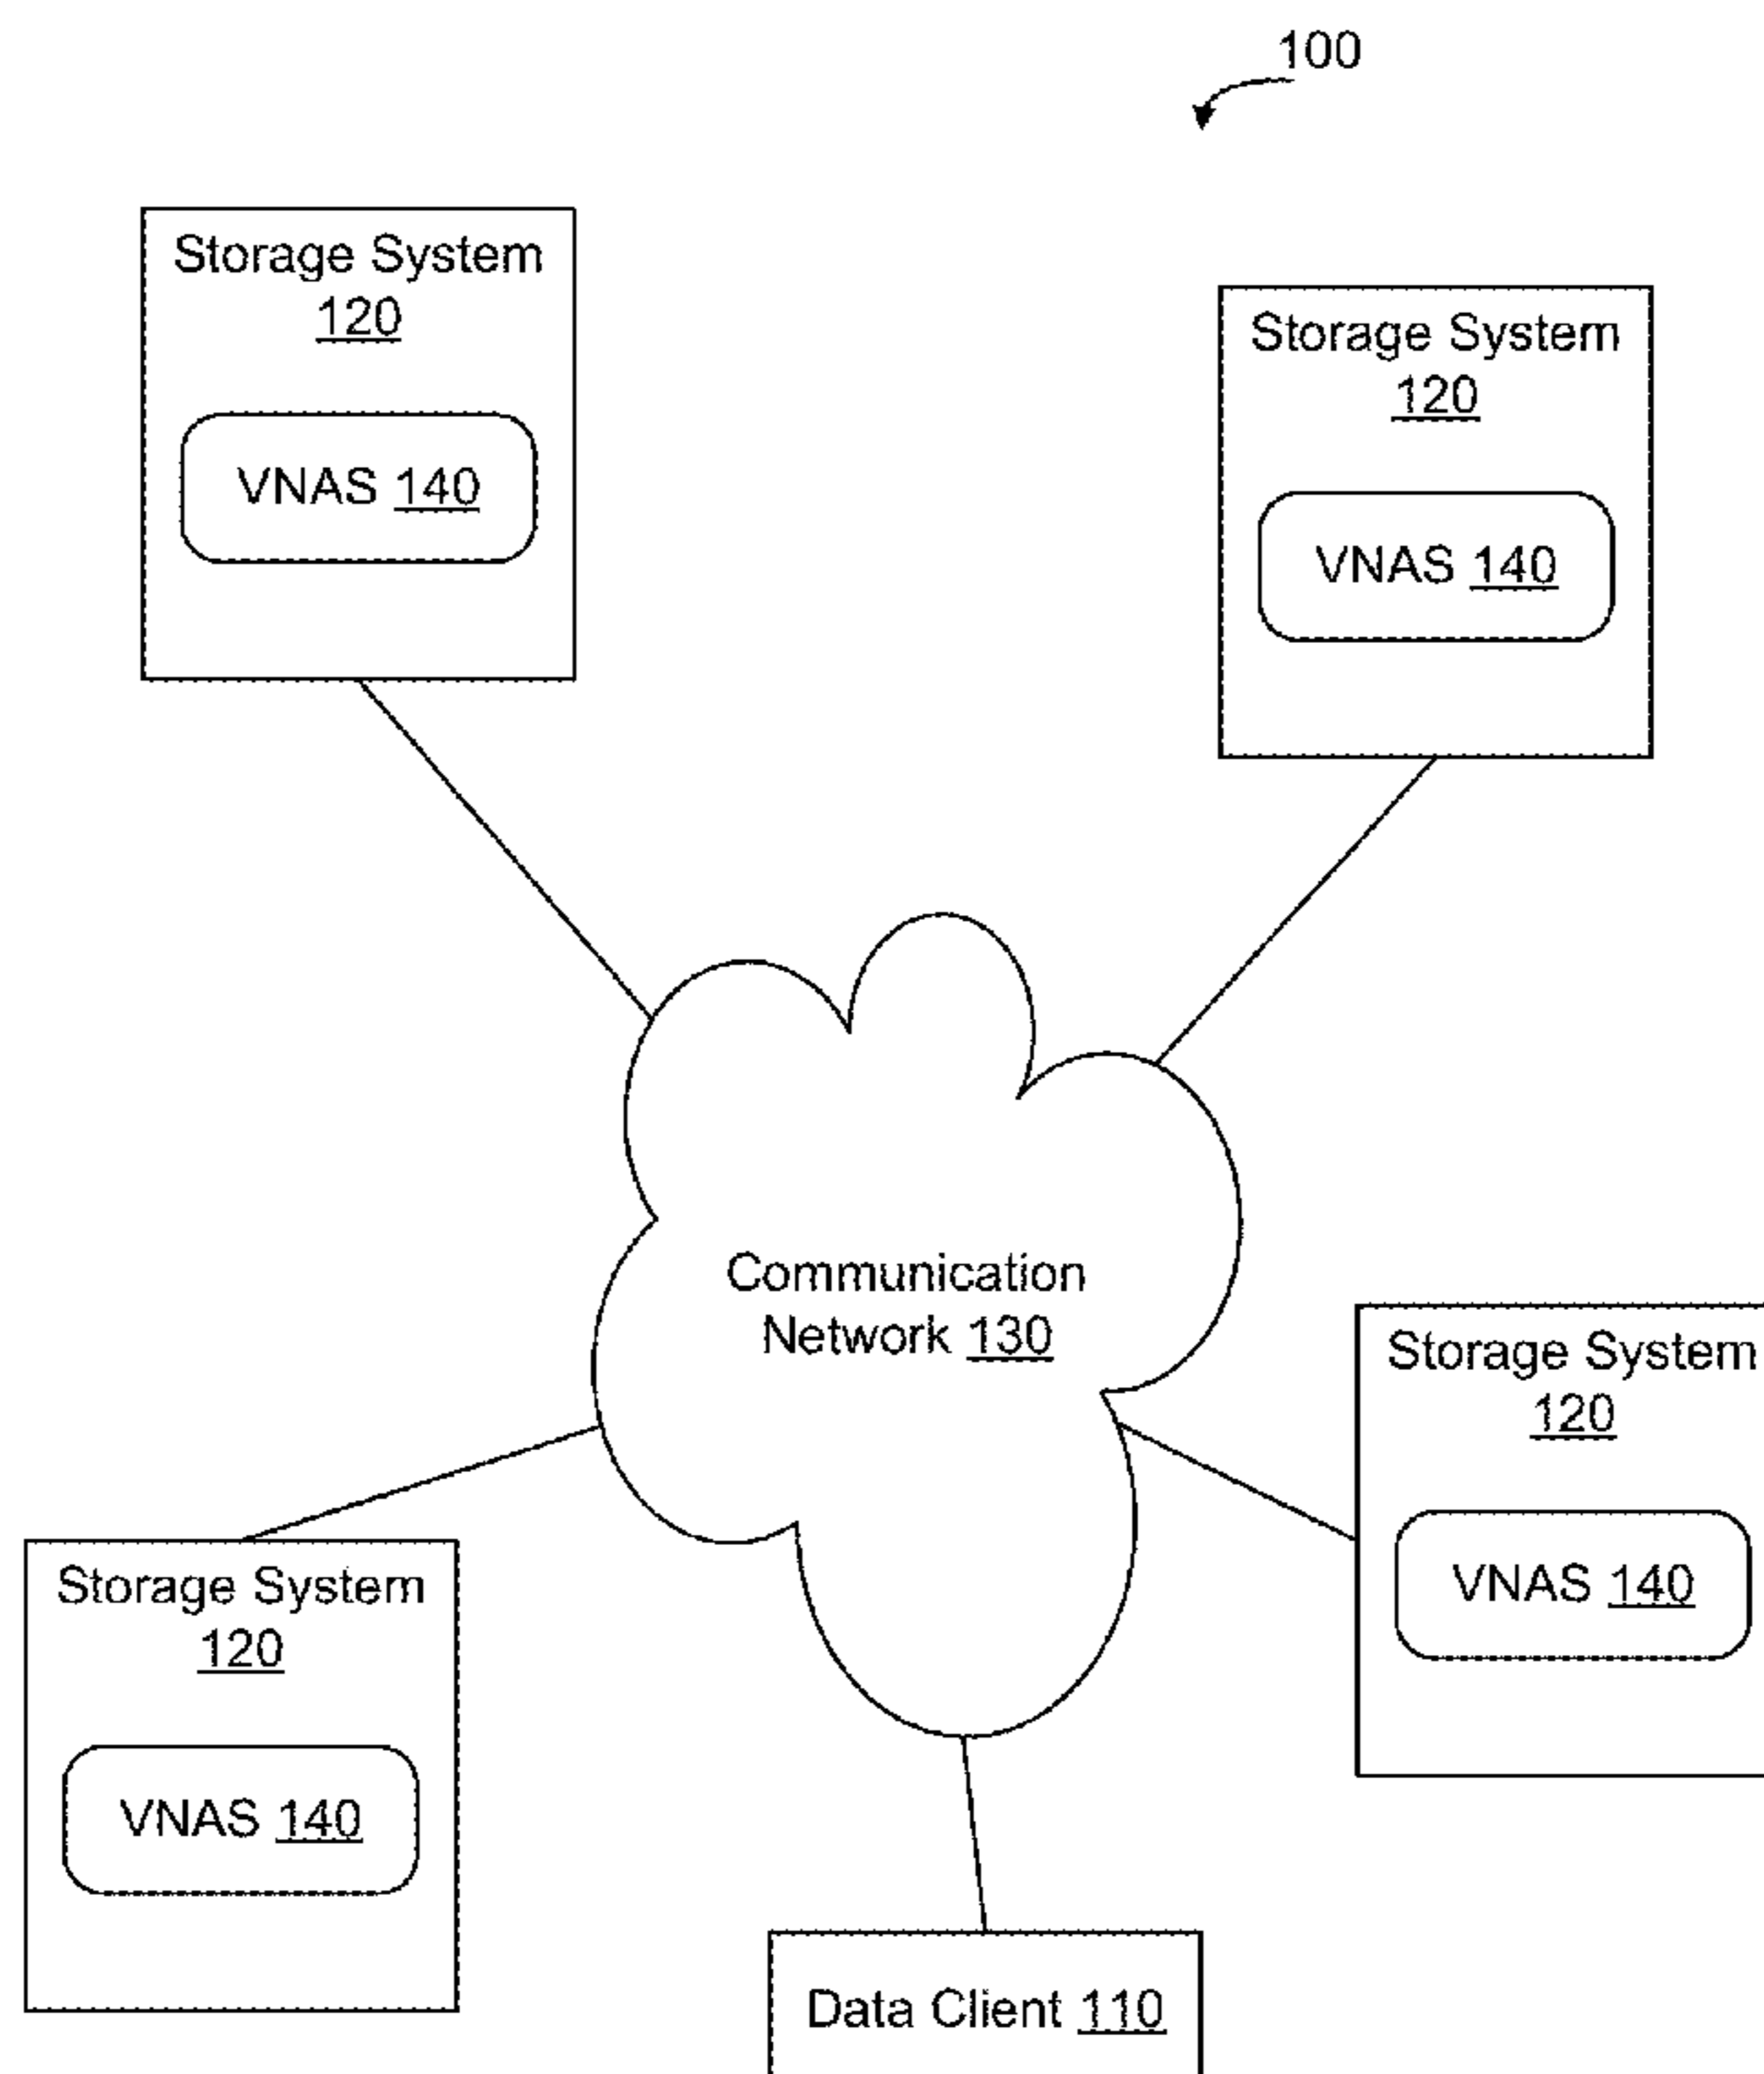 100
Storage System
120
VNAS 140
Storage System
120
VNAS 140
Communication
Network 130
Storage System
120
VNAS 140
Storage System
120
VNAS 140
Data Client 110